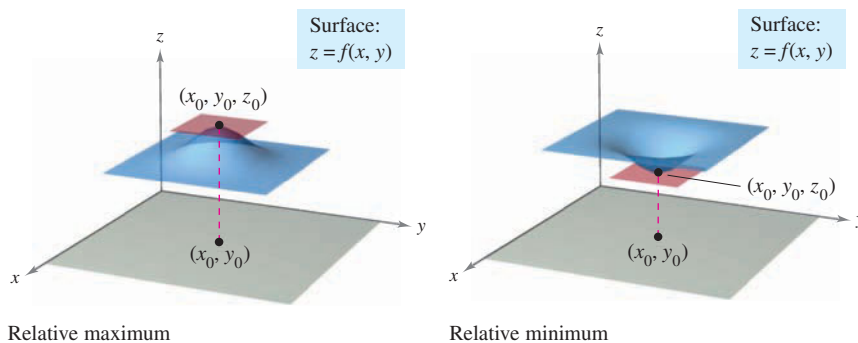 Surface:
z = f(x, y)
z
(x₀, y₀, z₀)
y
(x₀, y₀)
x
Relative maximum
Surface:
z = f(x, y)
z
(x₀, y₀, z₀)
y
(x₀, y₀)
x
Relative minimum